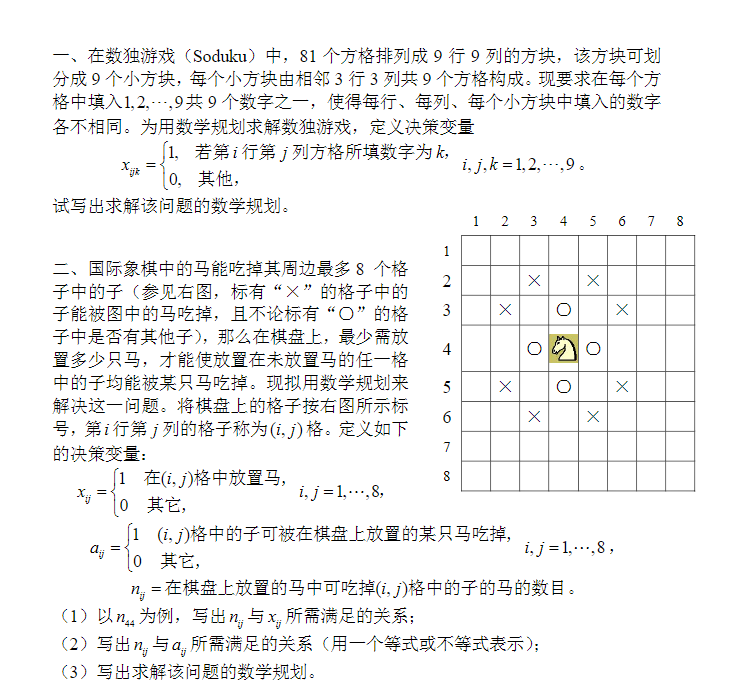 一、在数独游戏（Soduku）中，81 个方格排列成 9 行 9 列的方块，该方块可划
分成 9 个小方块，每个小方块由相邻 3 行 3 列共 9 个方格构成。现要求在每个方
格中填入1,2,⋯,9共 9 个数字之一，使得每行、每列、每个小方块中填入的数字
各不相同。为用数学规划求解数独游戏，定义决策变量
x_{ijk} = { 1, 若第 i 行第 j 列方格所填数字为 k， 0, 其他， i, j, k = 1, 2, ⋯, 9 。
试写出求解该问题的数学规划。
二、国际象棋中的马能吃掉其周边最多 8 个格
子中的子（参见右图，标有“×”的格子中的
子能被图中的马吃掉，且不论标有“○”的格
子中是否有其他子），那么在棋盘上，最少需放
置多少只马，才能使放置在未放置马的任一格
中的子均能被某只马吃掉。现拟用数学规划来
解决这一问题。将棋盘上的格子按右图所示标
号，第 i 行第 j 列的格子称为 (i, j) 格。定义如下
的决策变量：
x_{ij} = { 1 在(i, j)格中放置马， 0 其它， i, j = 1, ⋯, 8，
a_{ij} = { 1 (i, j)格中的子可被在棋盘上放置的某只马吃掉， 0 其它， i, j = 1, ⋯, 8 ，
n_{ij} = 在棋盘上放置的马中可吃掉(i, j)格中的子的马的数目。
（1）以 n_{44} 为例，写出 n_{ij} 与 x_{ij} 所需满足的关系；
（2）写出 n_{ij} 与 a_{ij} 所需满足的关系（用一个等式或不等式表示）；
（3）写出求解该问题的数学规划。
1 2 3 4 5 6 7 8
1
2 × ×
3 × ○ ×
4 ○ ○
5 × ○ ×
6 × ×
7
8